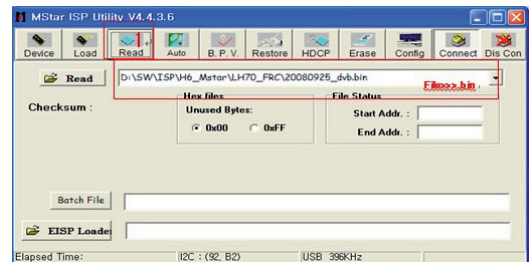 MStar ISP Utility V4.4.3.6
Device Load Read Auto B. P. V. Restore HDCP Erase Config Connect Dis Con
Read D:\SW\ISP\H6_Mstar\LH70_FRC\20080925_dvb.bin
Filexxx.bin
Checksum :
Hex files
File Status
Unused Bytes:
Start Addr. :
0x00 0xFF
End Addr. :
Batch File
EISP Loader
Elapsed Time: I2C : (92, B2) USB 396KHz